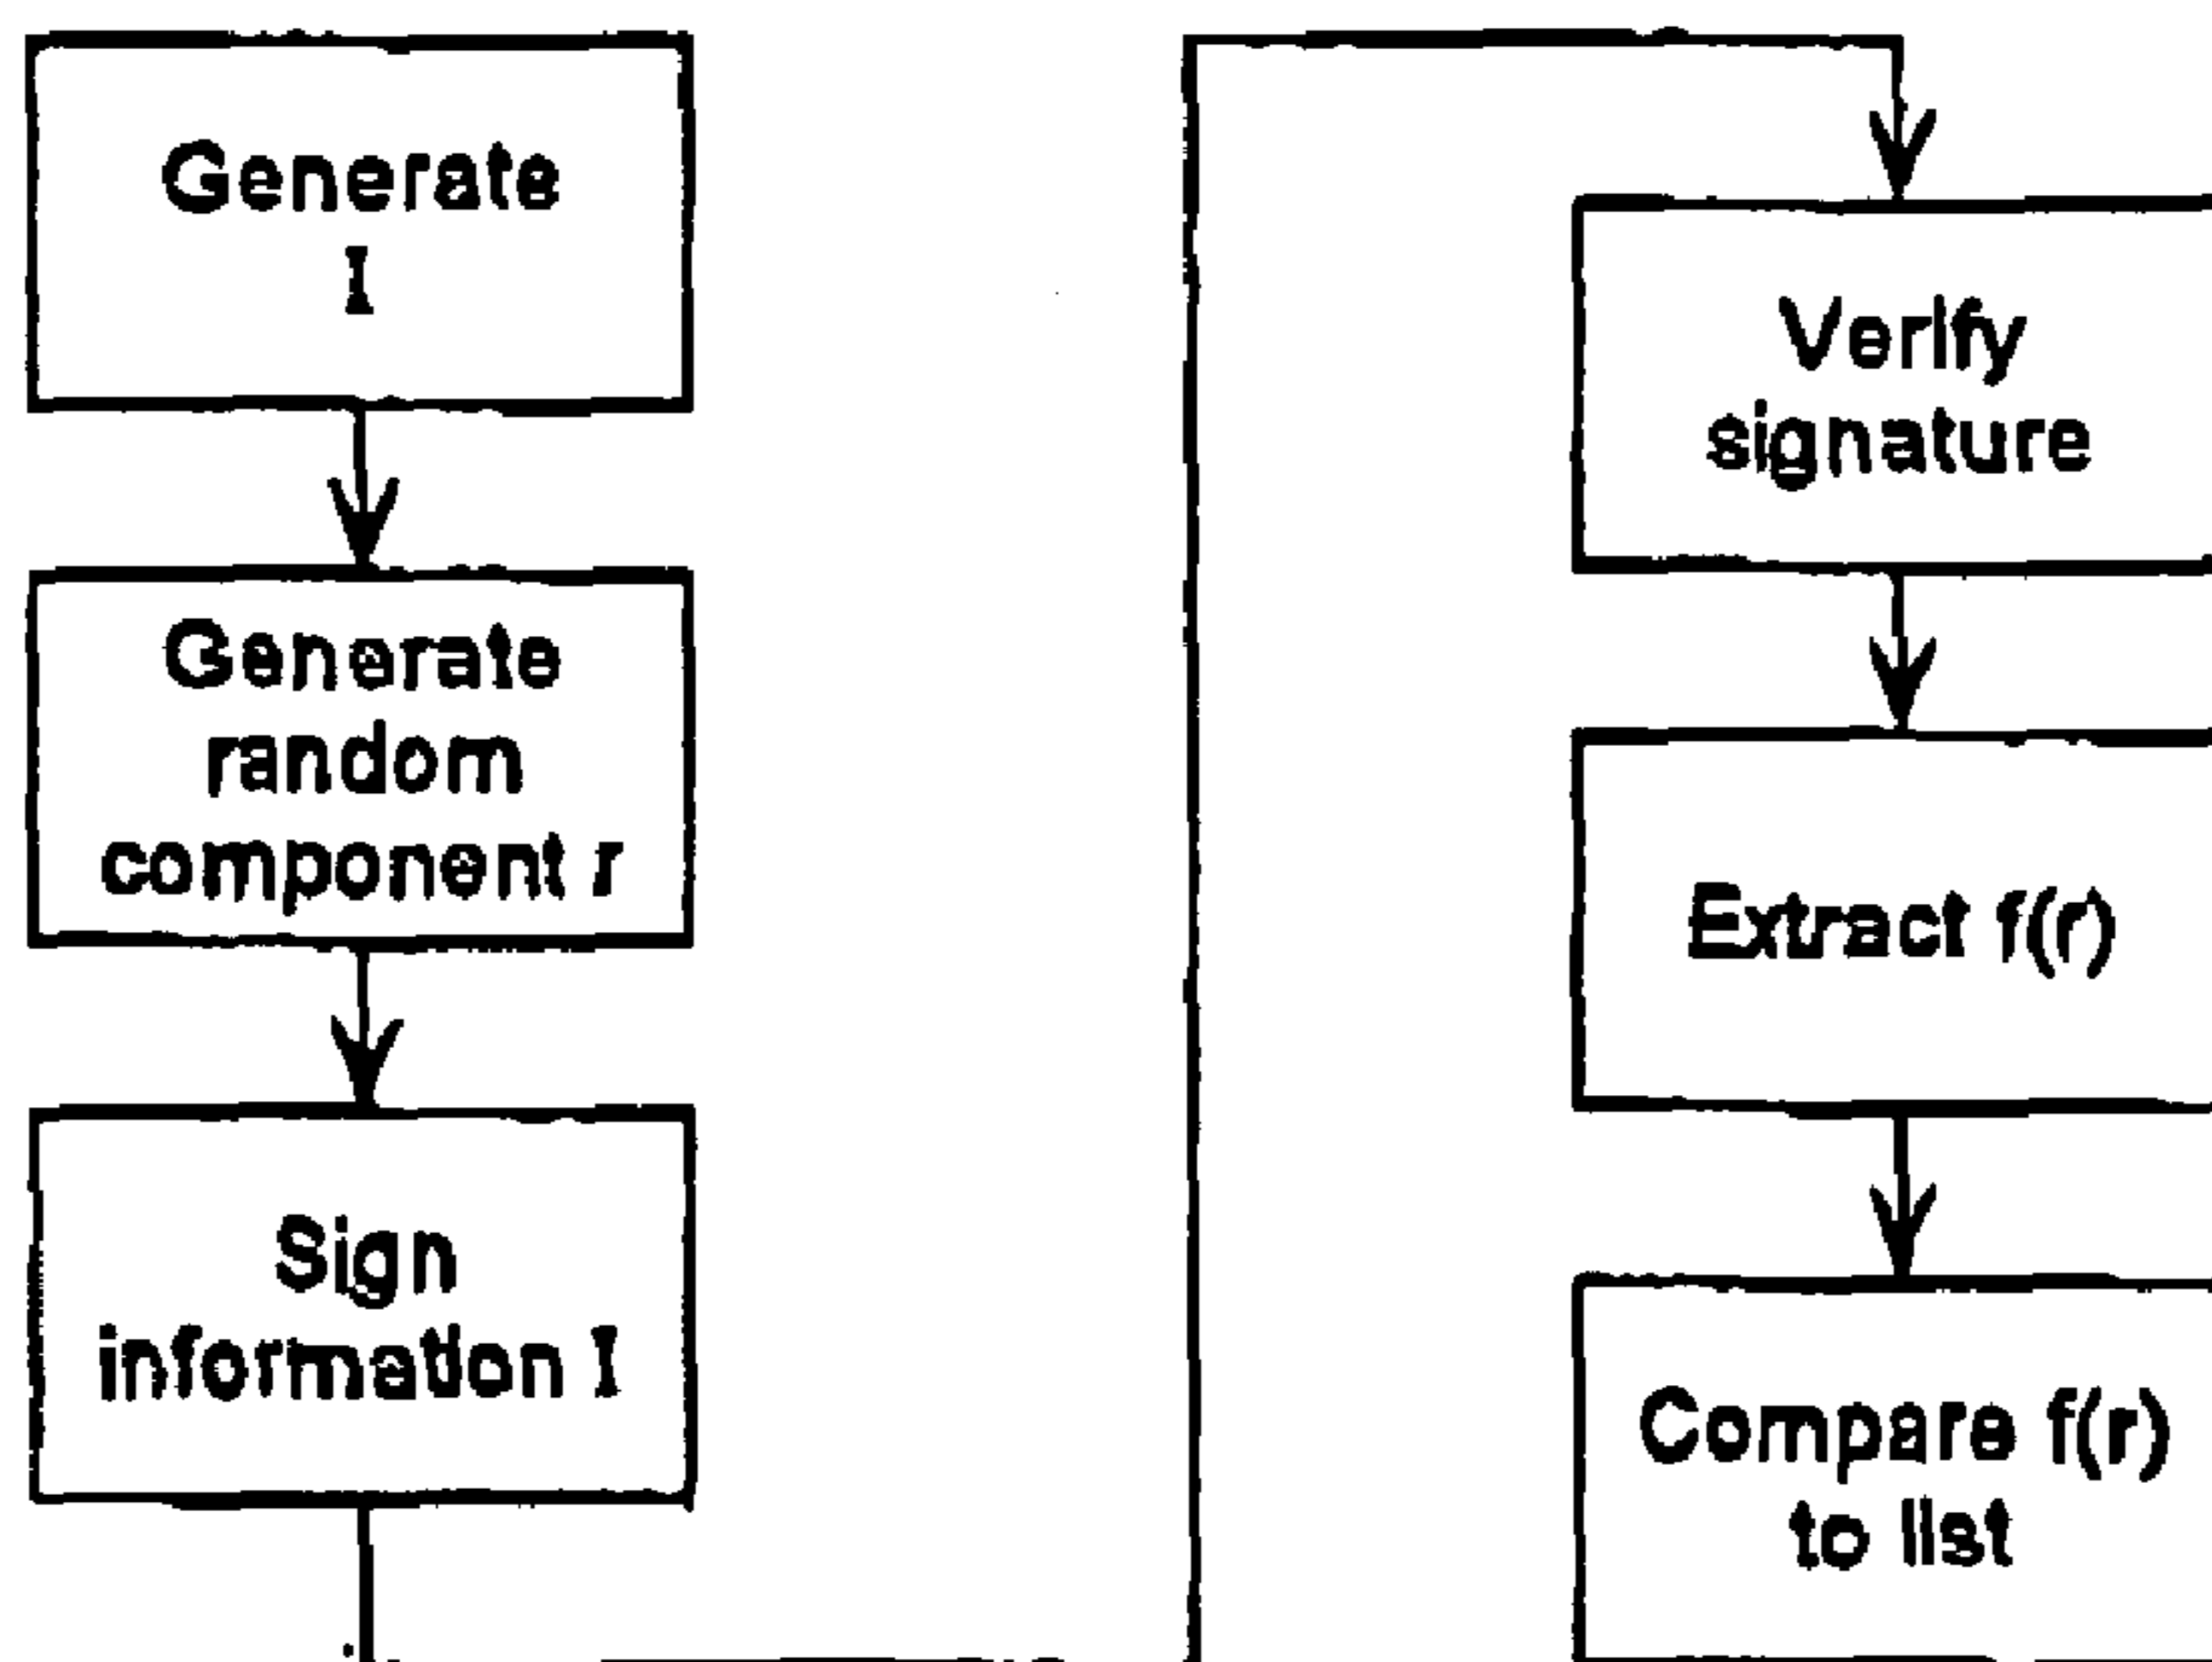 Generate
I
Generate
random
component r
Sign
information I
Verify
signature
Extract f(r)
Compare f(r)
to list